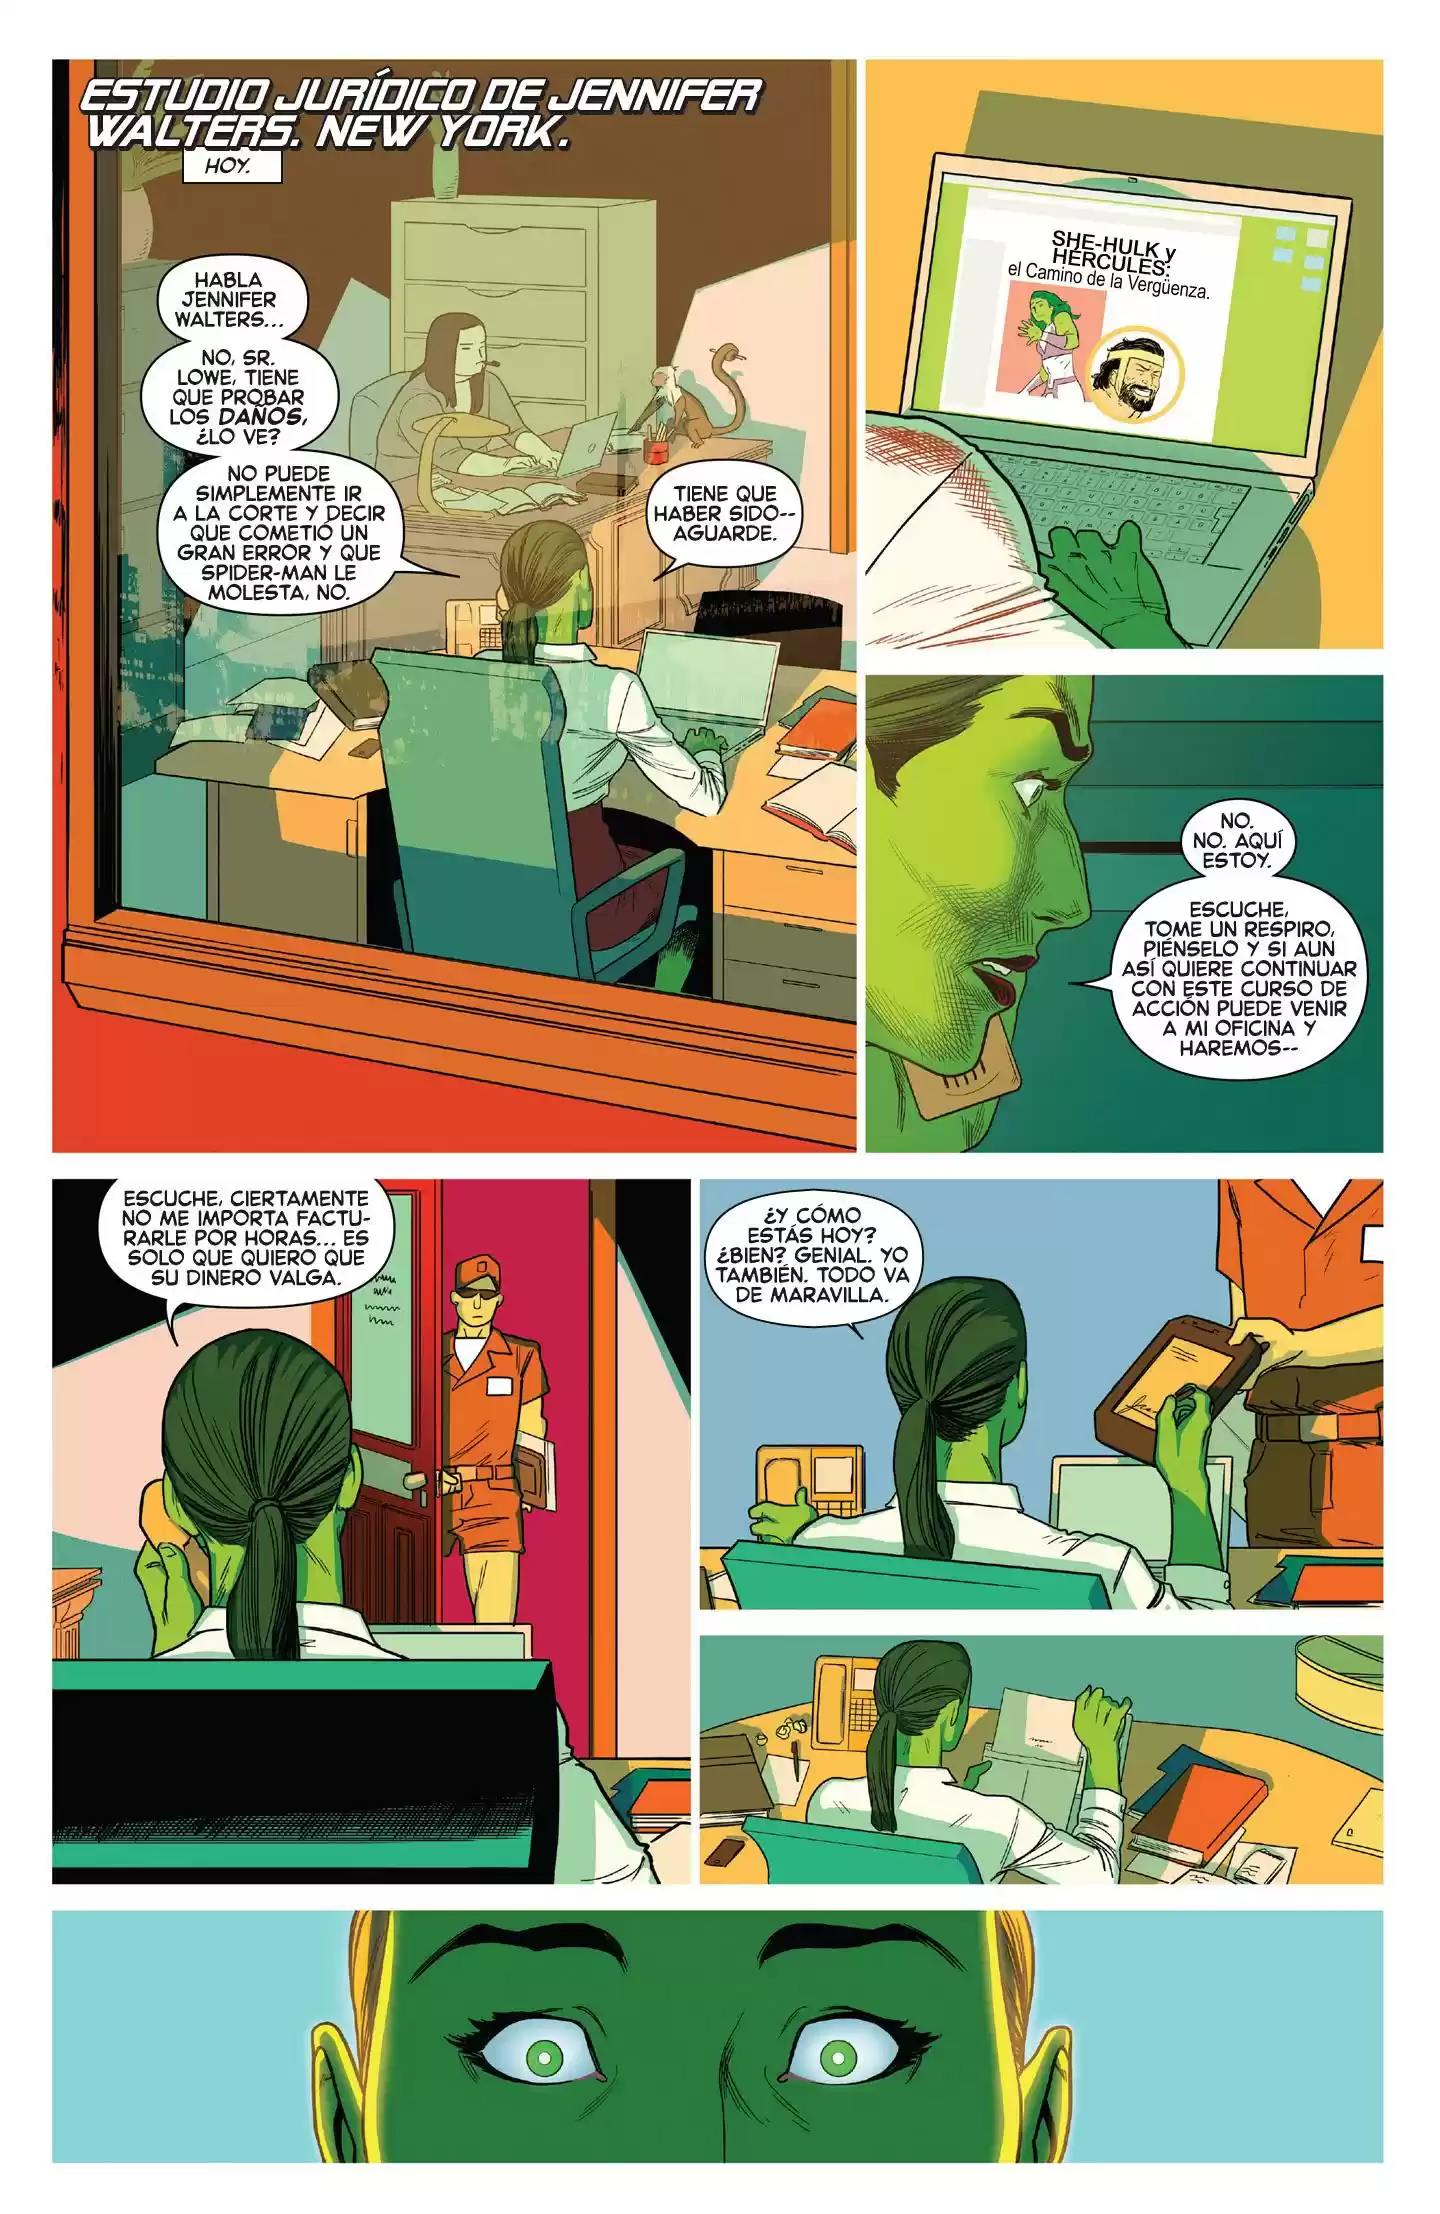 ESTUDIO JURÍDICO DE JENNIFER
WALTERS. NEW YORK.
HOY.
HABLA
JENNIFER
WALTERS...
NO, SR.
LOWE, TIENE
QUE PROBAR
LOS DAÑOS,
¿LO VE?
NO PUEDE
SIMPLEMENTE IR
A LA CORTE Y DECIR
QUE COMETIÓ UN
GRAN ERROR Y QUE
SPIDER-MAN LE
MOLESTA, NO.
TIENE QUE
HABER SIDO--
AGUARDE.
SHE-HULK y
HERCULES:
el Camino de la Vergüenza.
NO.
NO. AQUÍ
ESTOY.
ESCUCHE,
TOME UN RESPIRO,
PIÉNSELO Y SI AUN
ASÍ QUIERE CONTINUAR
CON ESTE CURSO DE
ACCIÓN PUEDE VENIR
A MI OFICINA Y
HAREMOS--
ESCUCHE, CIERTAMENTE
NO ME IMPORTA FACTU-
RARLE POR HORAS... ES
SOLO QUE QUIERO QUE
SU DINERO VALGA.
¿Y CÓMO
ESTÁS HOY?
¿BIEN? GENIAL. YO
TAMBIÉN. TODO VA
DE MARAVILLA.